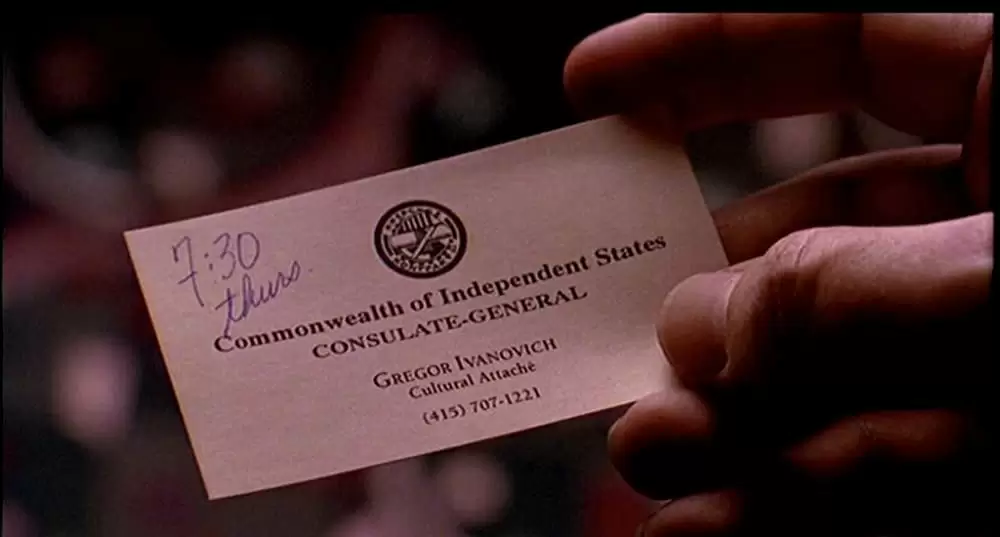 7:30
thurs.
Commonwealth of Independent States
CONSULATE-GENERAL
GREGOR IVANOVICH
Cultural Attaché
(415) 707-1221